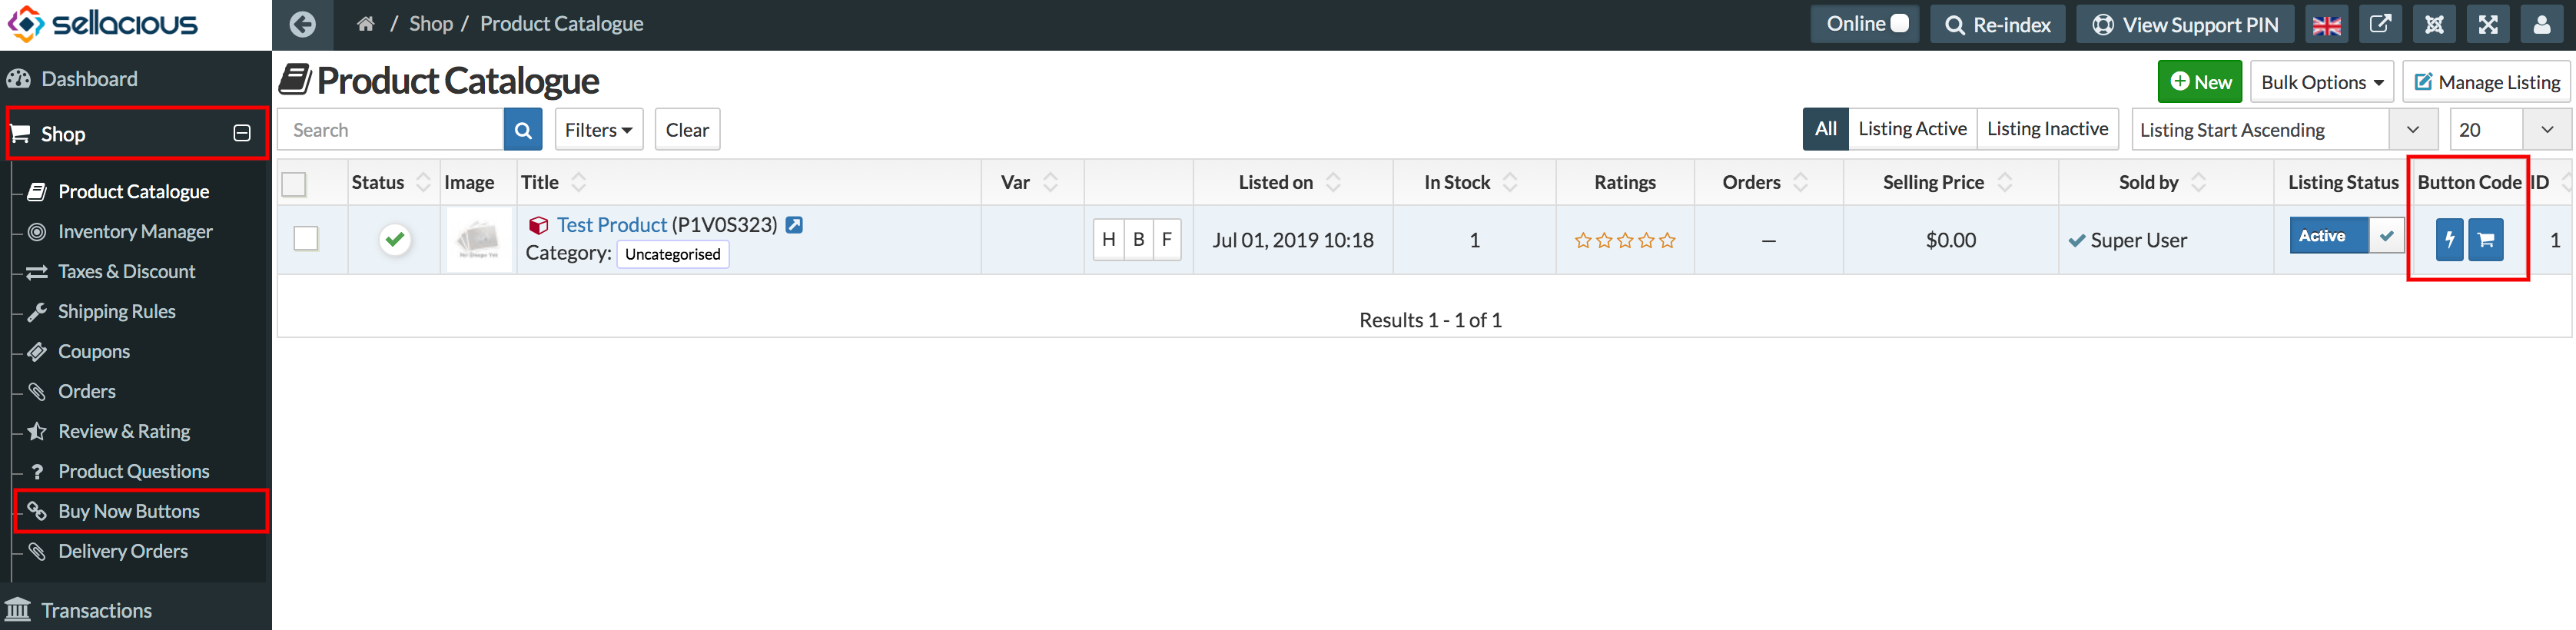 sellacious
/ Shop / Product Catalogue
Online
Re-index
View Support PIN
Dashboard
Shop
Product Catalogue
Inventory Manager
Taxes & Discount
Shipping Rules
Coupons
Orders
Review & Rating
? Product Questions
Buy Now Buttons
Delivery Orders
Transactions
Product Catalogue
New
Bulk Options
Manage Listing
Search
Filters
Clear
All Listing Active Listing Inactive
Listing Start Ascending
20
Status Image Title Var Listed on In Stock Ratings Orders Selling Price Sold by Listing Status Button Code ID
Test Product (P1V0S323)
Category: Uncategorised
H B F
Jul 01, 2019 10:18
1
—
$0.00
Super User
Active
1
Results 1 - 1 of 1